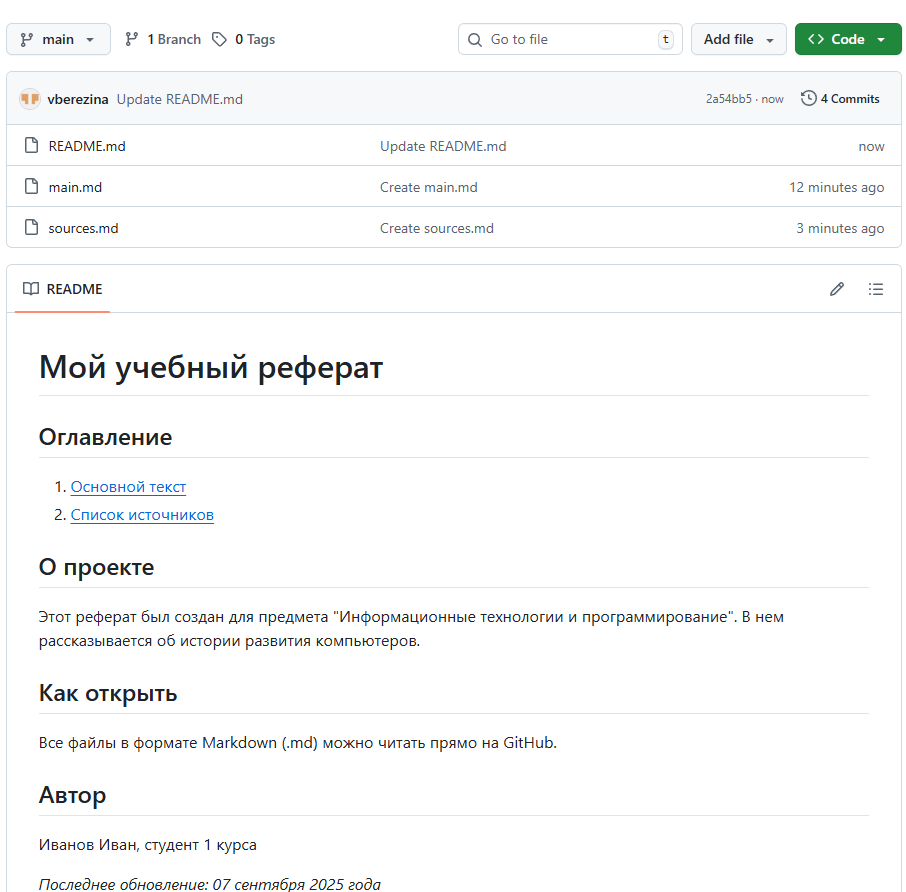 main 1 Branch 0 Tags Go to file t Add file Code
vberezina Update README.md 2a54bb5 · now 4 Commits
README.md Update README.md now
main.md Create main.md 12 minutes ago
sources.md Create sources.md 3 minutes ago
README
Мой учебный реферат
Оглавление
1. Основной текст
2. Список источников
О проекте
Этот реферат был создан для предмета "Информационные технологии и программирование". В нем
рассказывается об истории развития компьютеров.
Как открыть
Все файлы в формате Markdown (.md) можно читать прямо на GitHub.
Автор
Иванов Иван, студент 1 курса
Последнее обновление: 07 сентября 2025 года